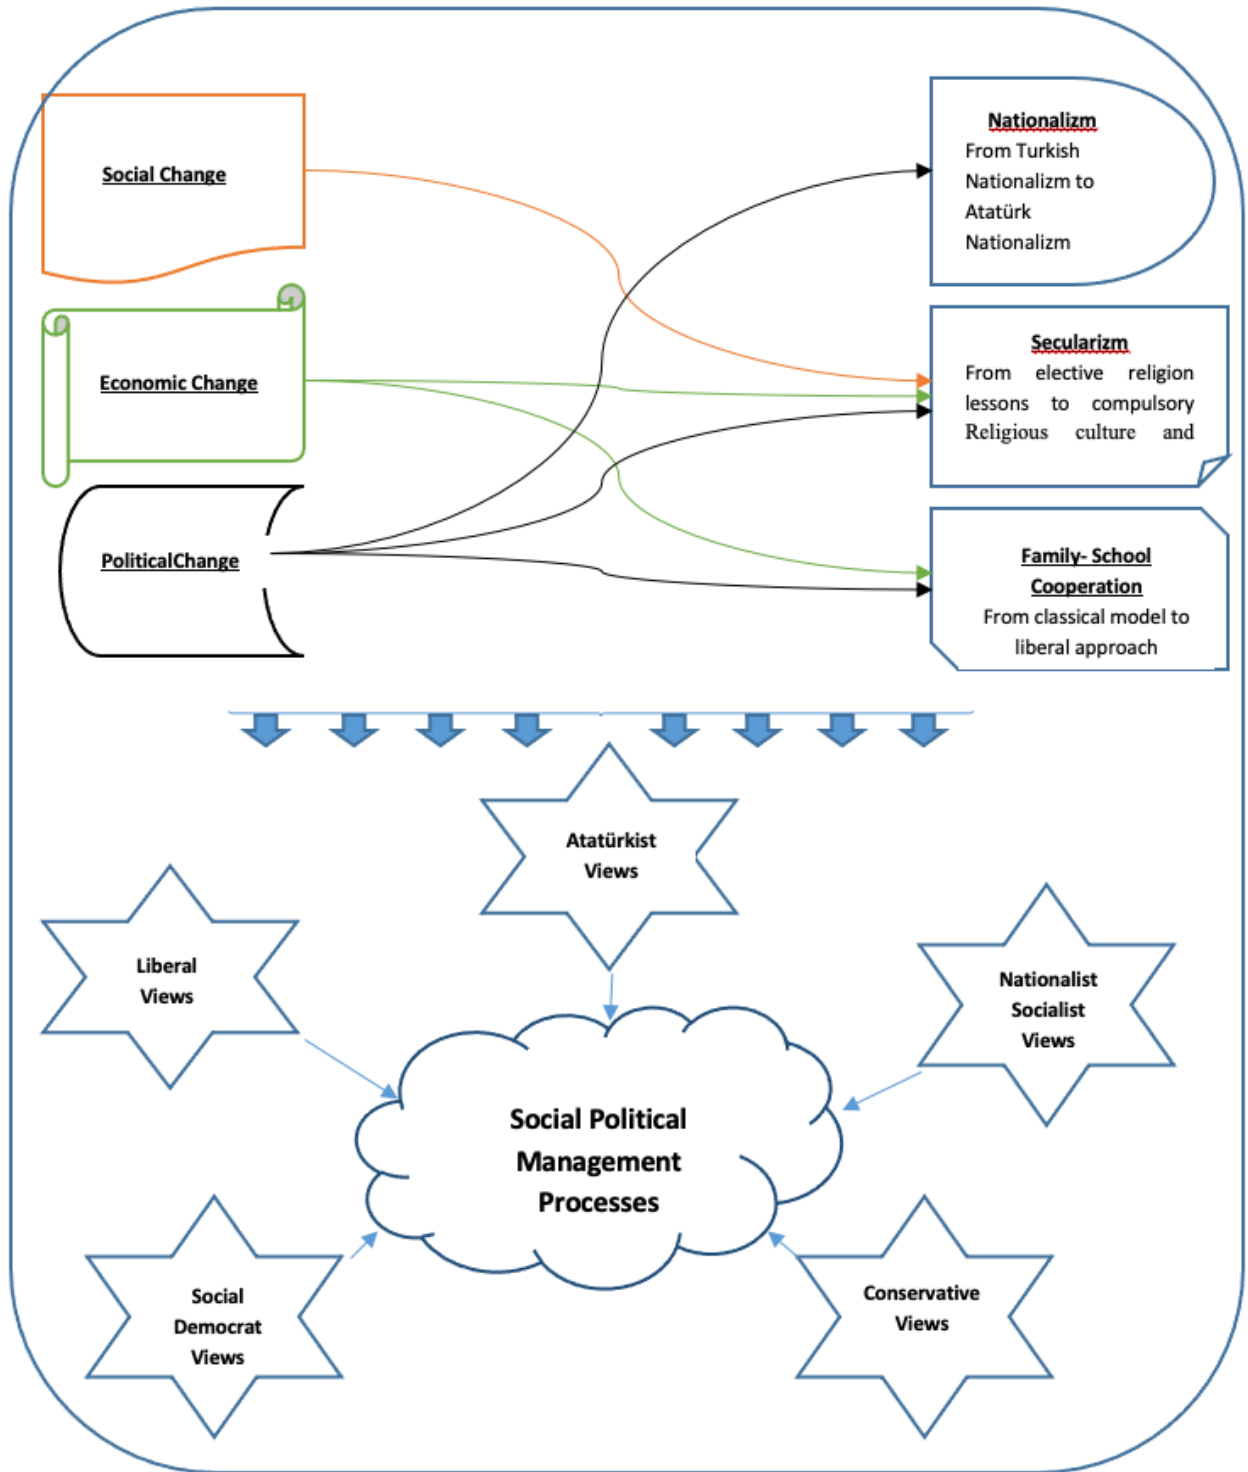 Social Change
Economic Change
PoliticalChange
Nationalizm
From Turkish
Nationalizm to
Atatürk
Nationalizm
Secularizm
From elective religion
lessons to compulsory
Religious culture and
Family- School
Cooperation
From classical model to
liberal approach
Atatürkist
Views
Liberal
Views
Nationalist
Socialist
Views
Social Political
Management
Processes
Social
Democrat
Views
Conservative
Views